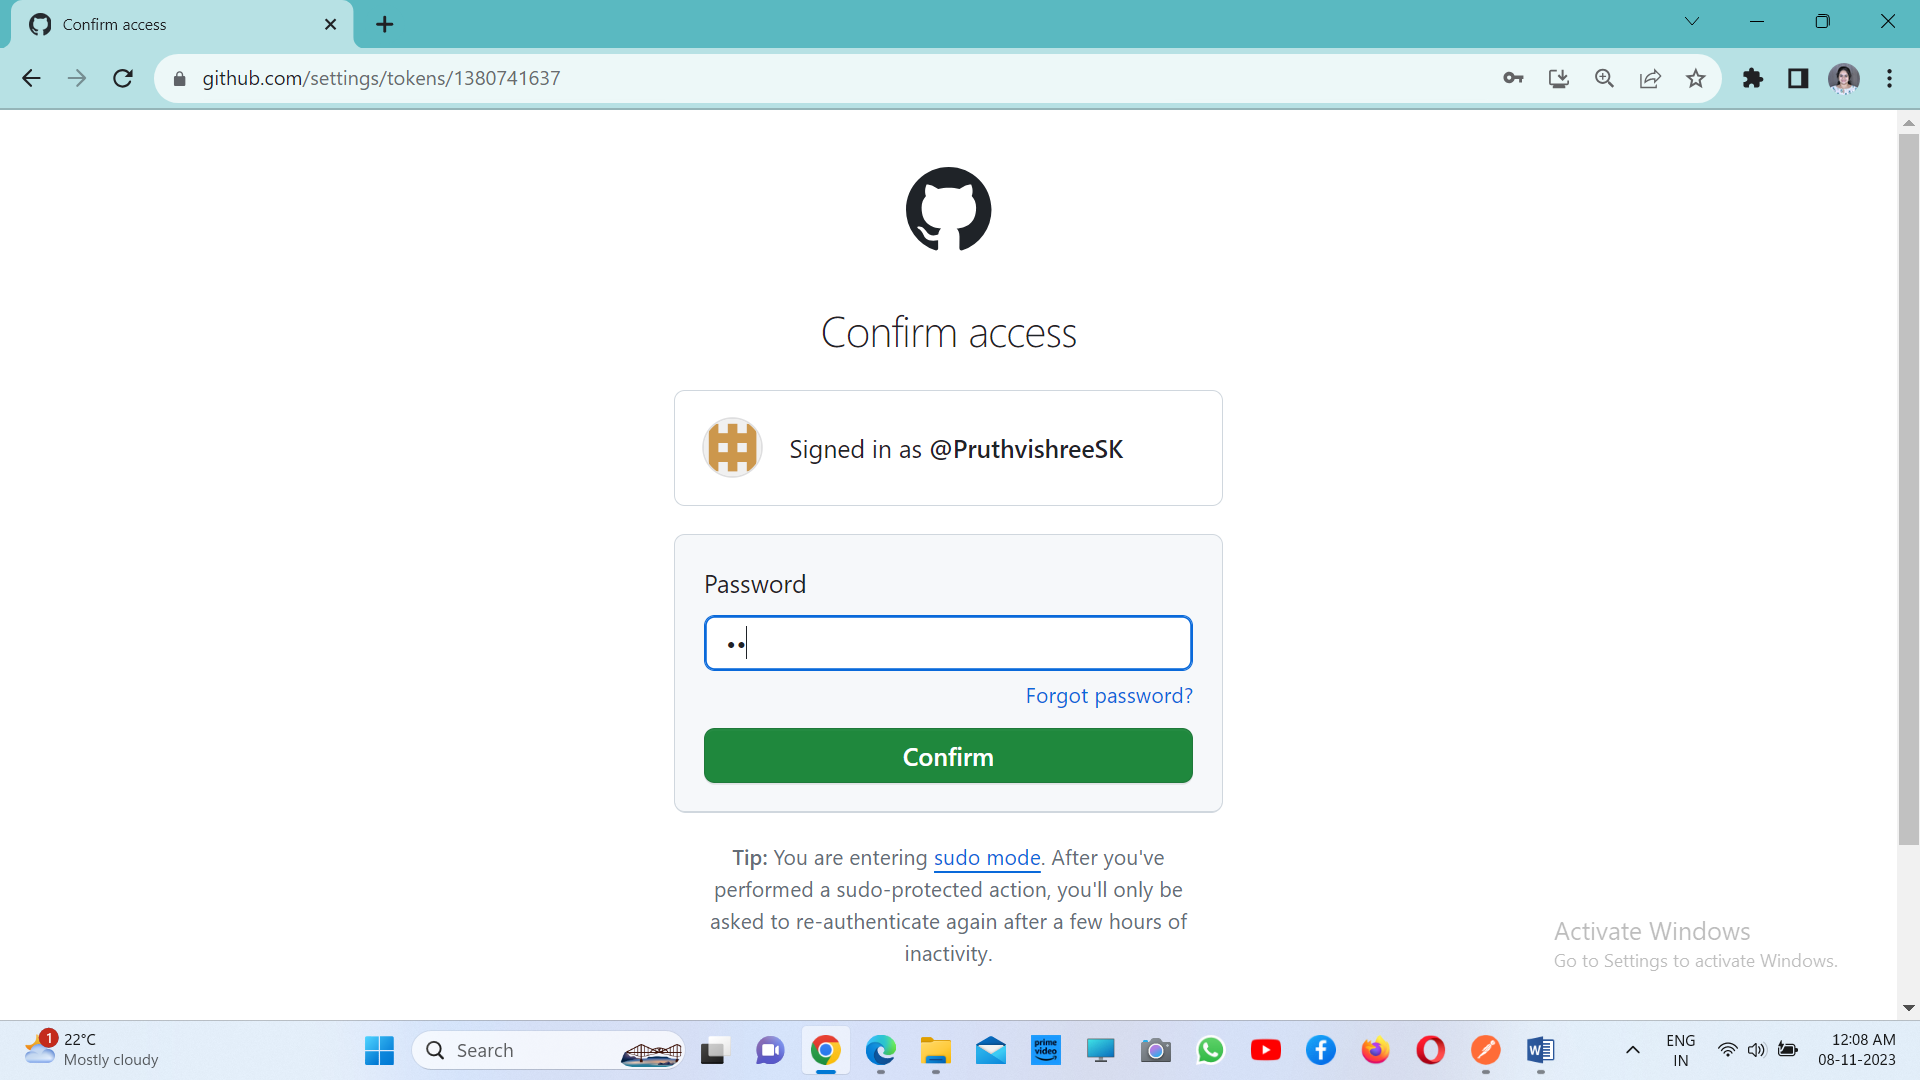 Confirm access
github.com/settings/tokens/1380741637
Confirm access
Signed in as @PruthvishreeSK
Password
••
Forgot password?
Confirm
Tip: You are entering sudo mode. After you've
performed a sudo-protected action, you'll only be
asked to re-authenticate again after a few hours of
inactivity.
Activate Windows
Go to Settings to activate Windows.
1
22°C
Mostly cloudy
Search
prime
video
ENG
IN
12:08 AM
08-11-2023